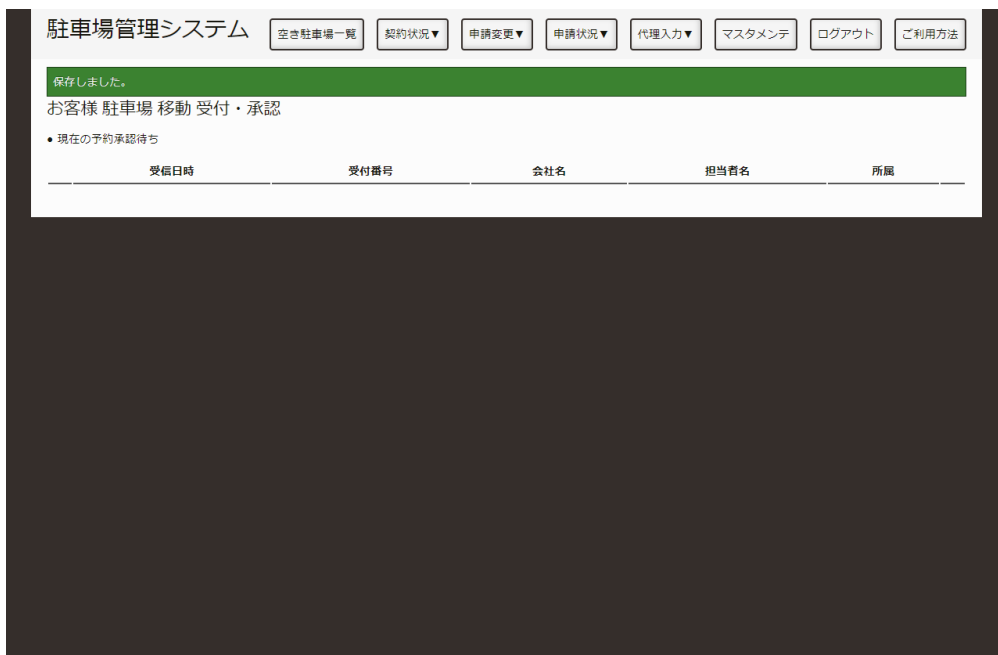 駐車場管理システム 空き駐車場一覧 契約状況▼ 申請変更▼ 申請状況▼ 代理入力▼ マスタメンテ ログアウト ご利用方法
保存しました。
お客様 駐車場 移動 受付・承認
● 現在の予約承認待ち
受信日時 受付番号 会社名 担当者名 所属